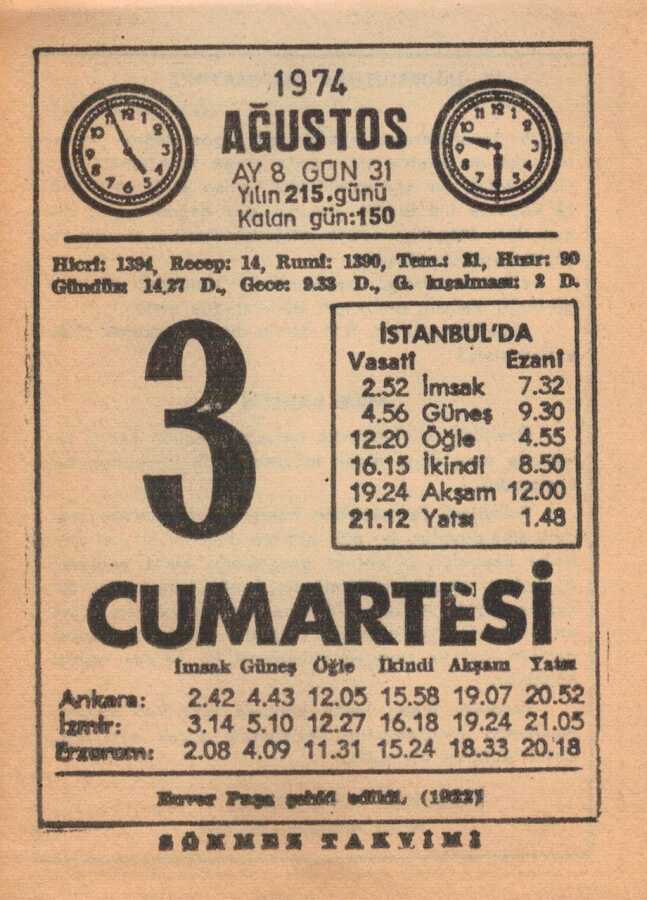 1974
AĞUSTOS
AY 8 GÜN 31
Yılın 215.günü
Kalan gün:150
Hicrî: 1394, Recep: 14, Rumî: 1390, Tem.: 21, Hızır: 90
Gündüz 14.27 D., Gece: 9.33 D., G. kısalması: 2 D.
3
İSTANBUL'DA
Vasatî Ezanî
2.52 İmsak 7.32
4.56 Güneş 9.30
12.20 Öğle 4.55
16.15 İkindi 8.50
19.24 Akşam 12.00
21.12 Yatsı 1.48
CUMARTESİ
İmsak Güneş Öğle İkindi Akşam Yatsı
Ankara: 2.42 4.43 12.05 15.58 19.07 20.52
İzmir: 3.14 5.10 12.27 16.18 19.24 21.05
Erzurum: 2.08 4.09 11.31 15.24 18.33 20.18
Enver Paşa şehid edildi. (1922)
SÖNMEZ TAKVİMİ